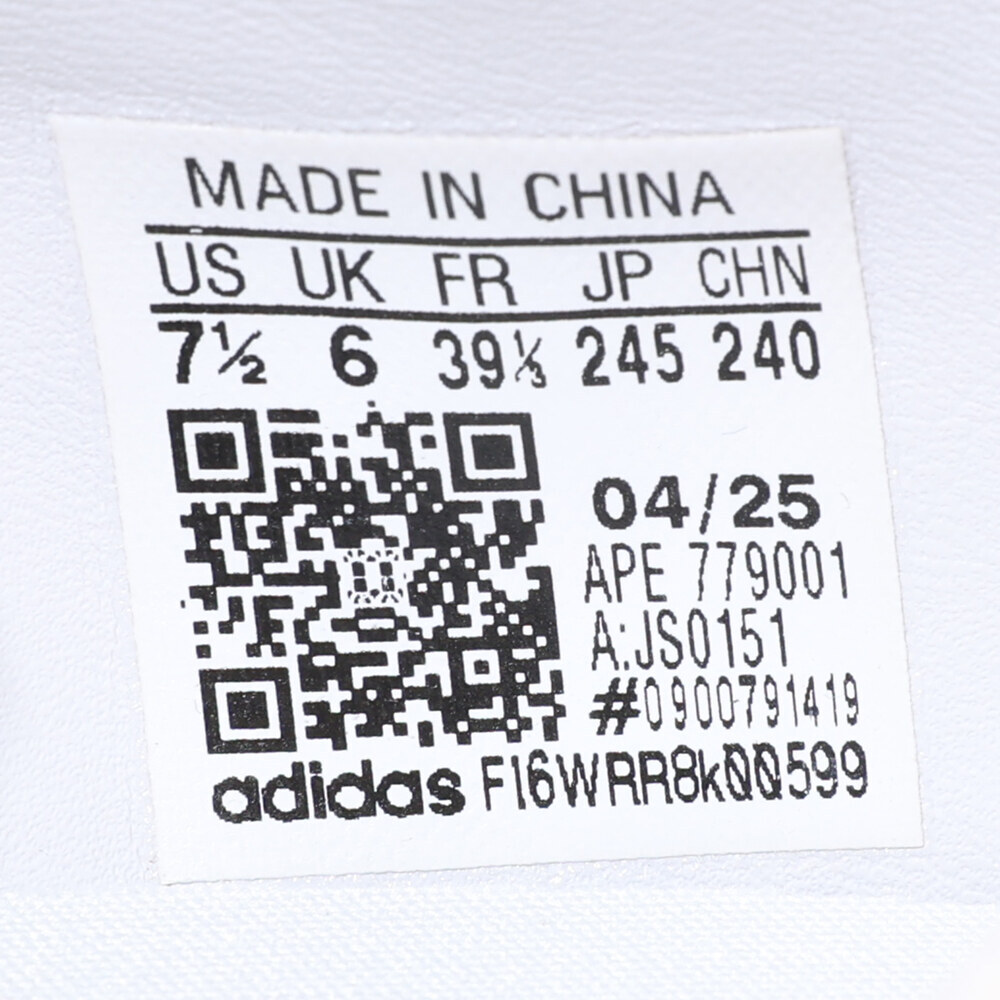 MADE IN CHINA
US UK FR JP CHN
7½ 6 39⅓ 245 240
04/25
APE 779001
A:JS0151
#0900791419
adidas FI6WRR8k00599